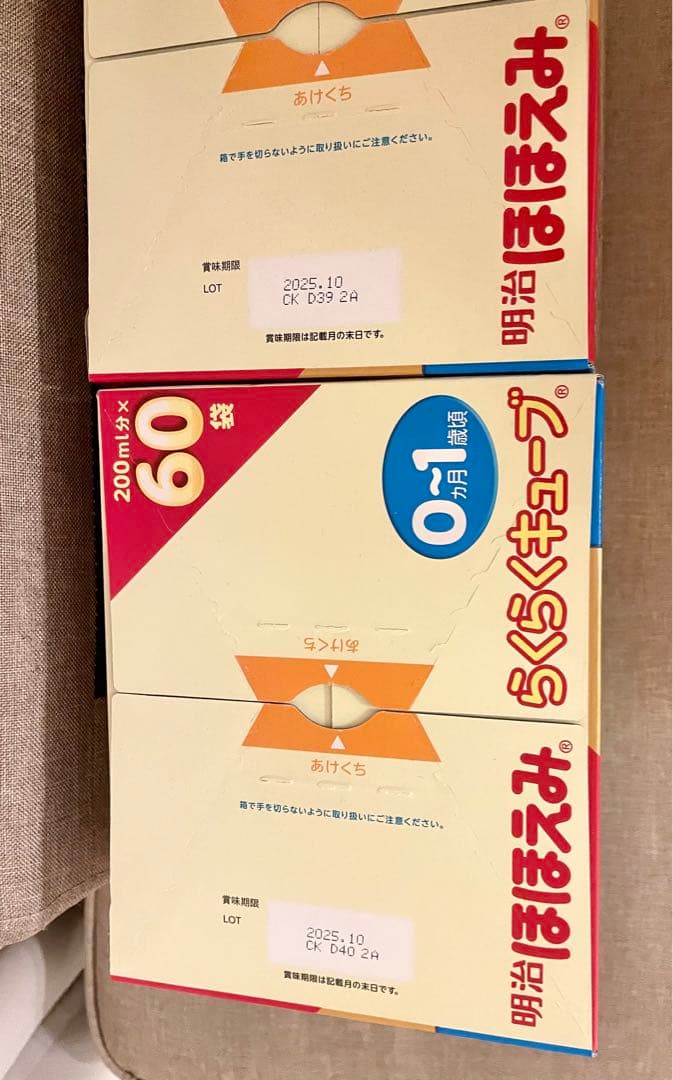 あけくち
箱で手を切らないように取り扱いにご注意ください。
賞味期限
LOT
2025.10
CK D39 2A
賞味期限は記載月の末日です。
明治ほほえみ®
200ml分×
60袋
0ヵ月~1歳頃
らくらくキューブ®
あけくち
あけくち
箱で手を切らないように取り扱いにご注意ください。
賞味期限
LOT
2025.10
CK D40 2A
賞味期限は記載月の末日です。
明治ほほえみ®